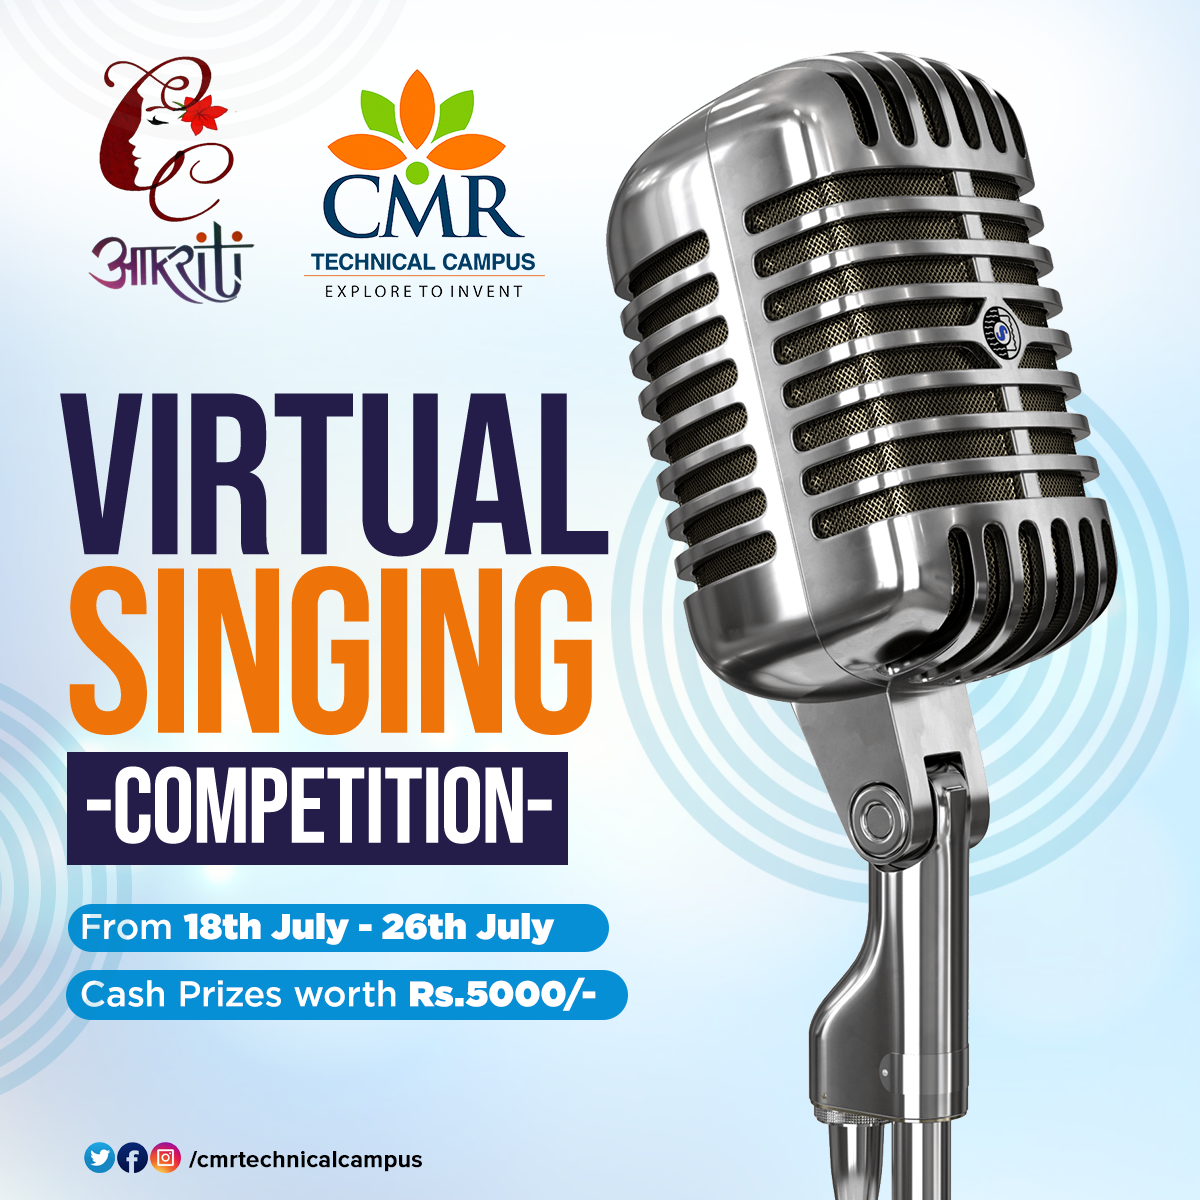 आकृiti
CMR
TECHNICAL CAMPUS
EXPLORE TO INVENT
VIRTUAL
SINGING
-COMPETITION-
From 18th July - 26th July
Cash Prizes worth Rs.5000/-
/cmrtechnicalcampus